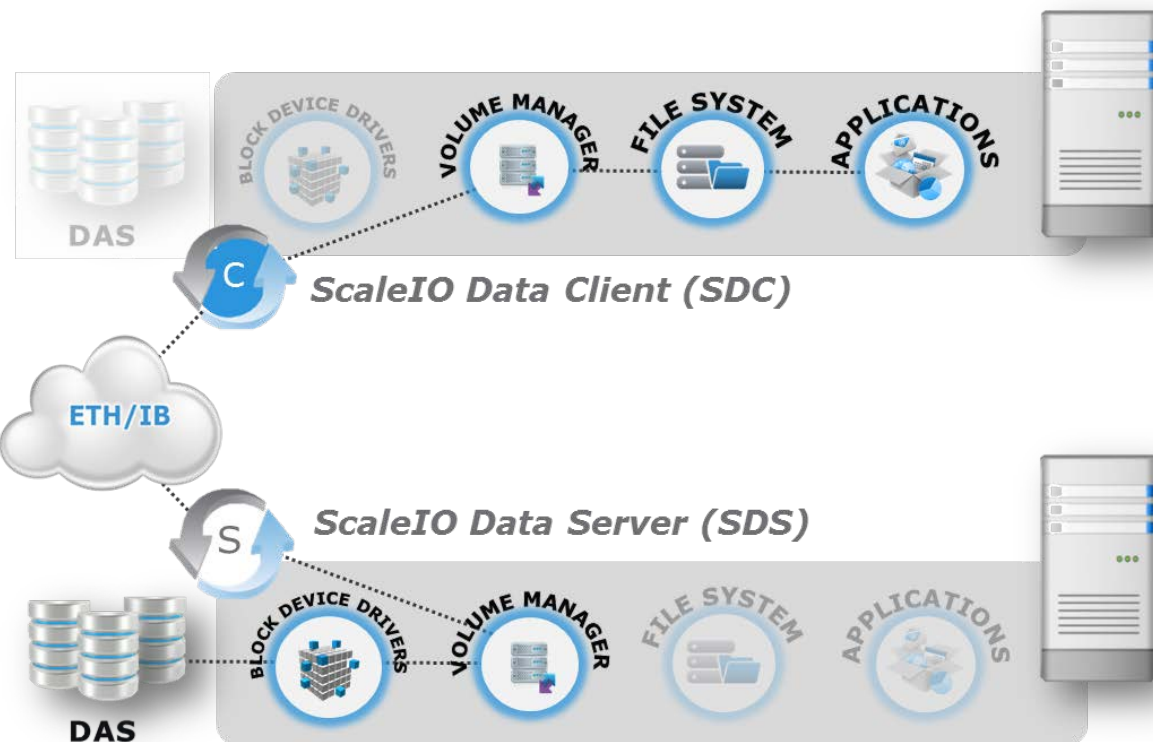 BLOCK DEVICE DRIVERS
VOLUME MANAGER
FILE SYSTEM
APPLICATIONS
DAS
C
ScaleIO Data Client (SDC)
ETH/IB
ScaleIO Data Server (SDS)
S
BLOCK DEVICE DRIVERS
VOLUME MANAGER
FILE SYSTEM
APPLICATIONS
DAS